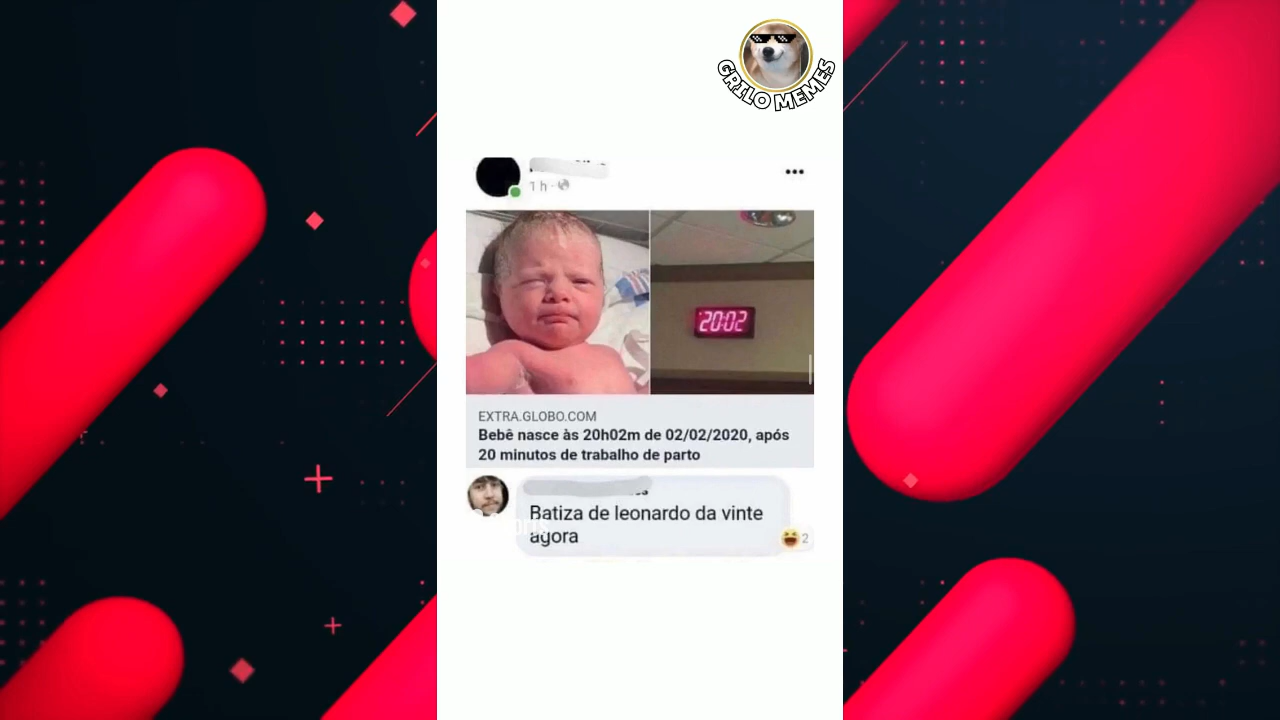 GRILO MEMES
1 h
20:02
EXTRA.GLOBO.COM
Bebê nasce às 20h02m de 02/02/2020, após
20 minutos de trabalho de parto
Batiza de leonardo da vinte
agora
2